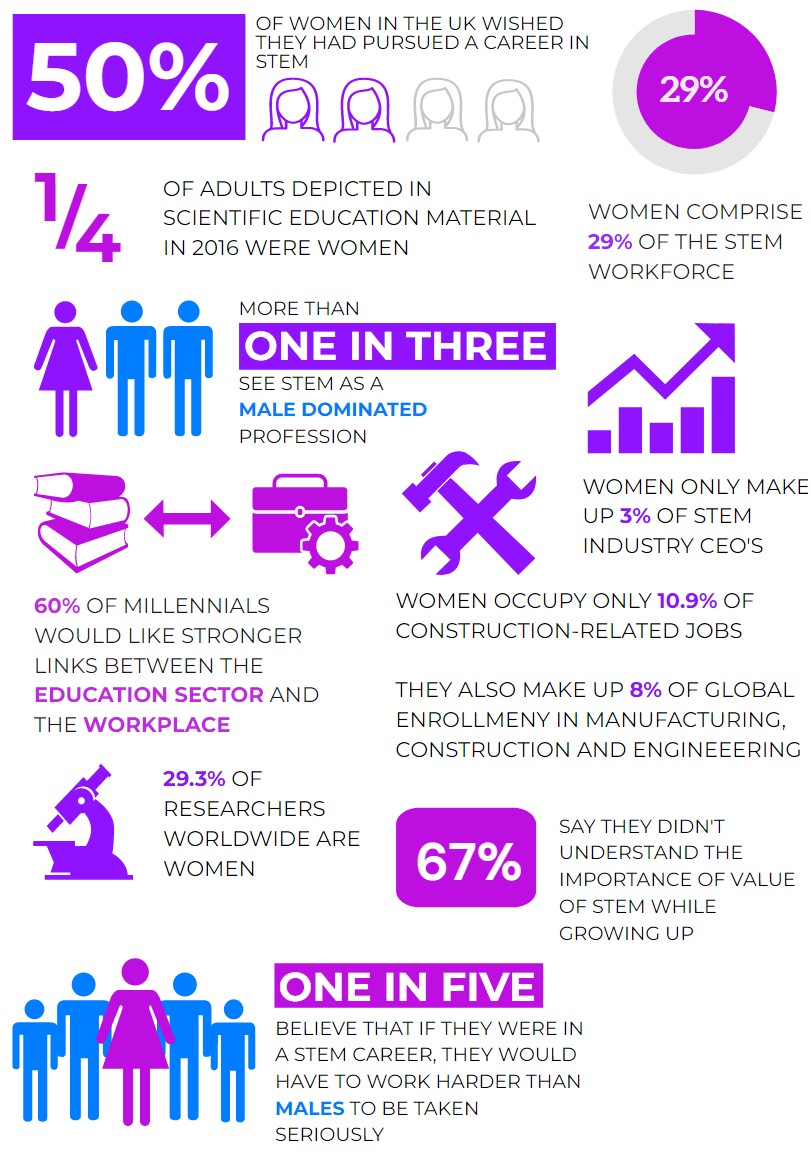 50%
OF WOMEN IN THE UK WISHED
THEY HAD PURSUED A CAREER IN
STEM
29%
WOMEN COMPRISE
29% OF THE STEM
WORKFORCE
1/4
OF ADULTS DEPICTED IN
SCIENTIFIC EDUCATION MATERIAL
IN 2016 WERE WOMEN
MORE THAN
ONE IN THREE
SEE STEM AS A
MALE DOMINATED
PROFESSION
WOMEN ONLY MAKE
UP 3% OF STEM
INDUSTRY CEO'S
60% OF MILLENNIALS
WOULD LIKE STRONGER
LINKS BETWEEN THE
EDUCATION SECTOR AND
THE WORKPLACE
WOMEN OCCUPY ONLY 10.9% OF
CONSTRUCTION-RELATED JOBS
THEY ALSO MAKE UP 8% OF GLOBAL
ENROLLMENY IN MANUFACTURING,
CONSTRUCTION AND ENGINEEERING
29.3% OF
RESEARCHERS
WORLDWIDE ARE
WOMEN
67%
SAY THEY DIDN'T
UNDERSTAND THE
IMPORTANCE OF VALUE
OF STEM WHILE
GROWING UP
ONE IN FIVE
BELIEVE THAT IF THEY WERE IN
A STEM CAREER, THEY WOULD
HAVE TO WORK HARDER THAN
MALES TO BE TAKEN
SERIOUSLY